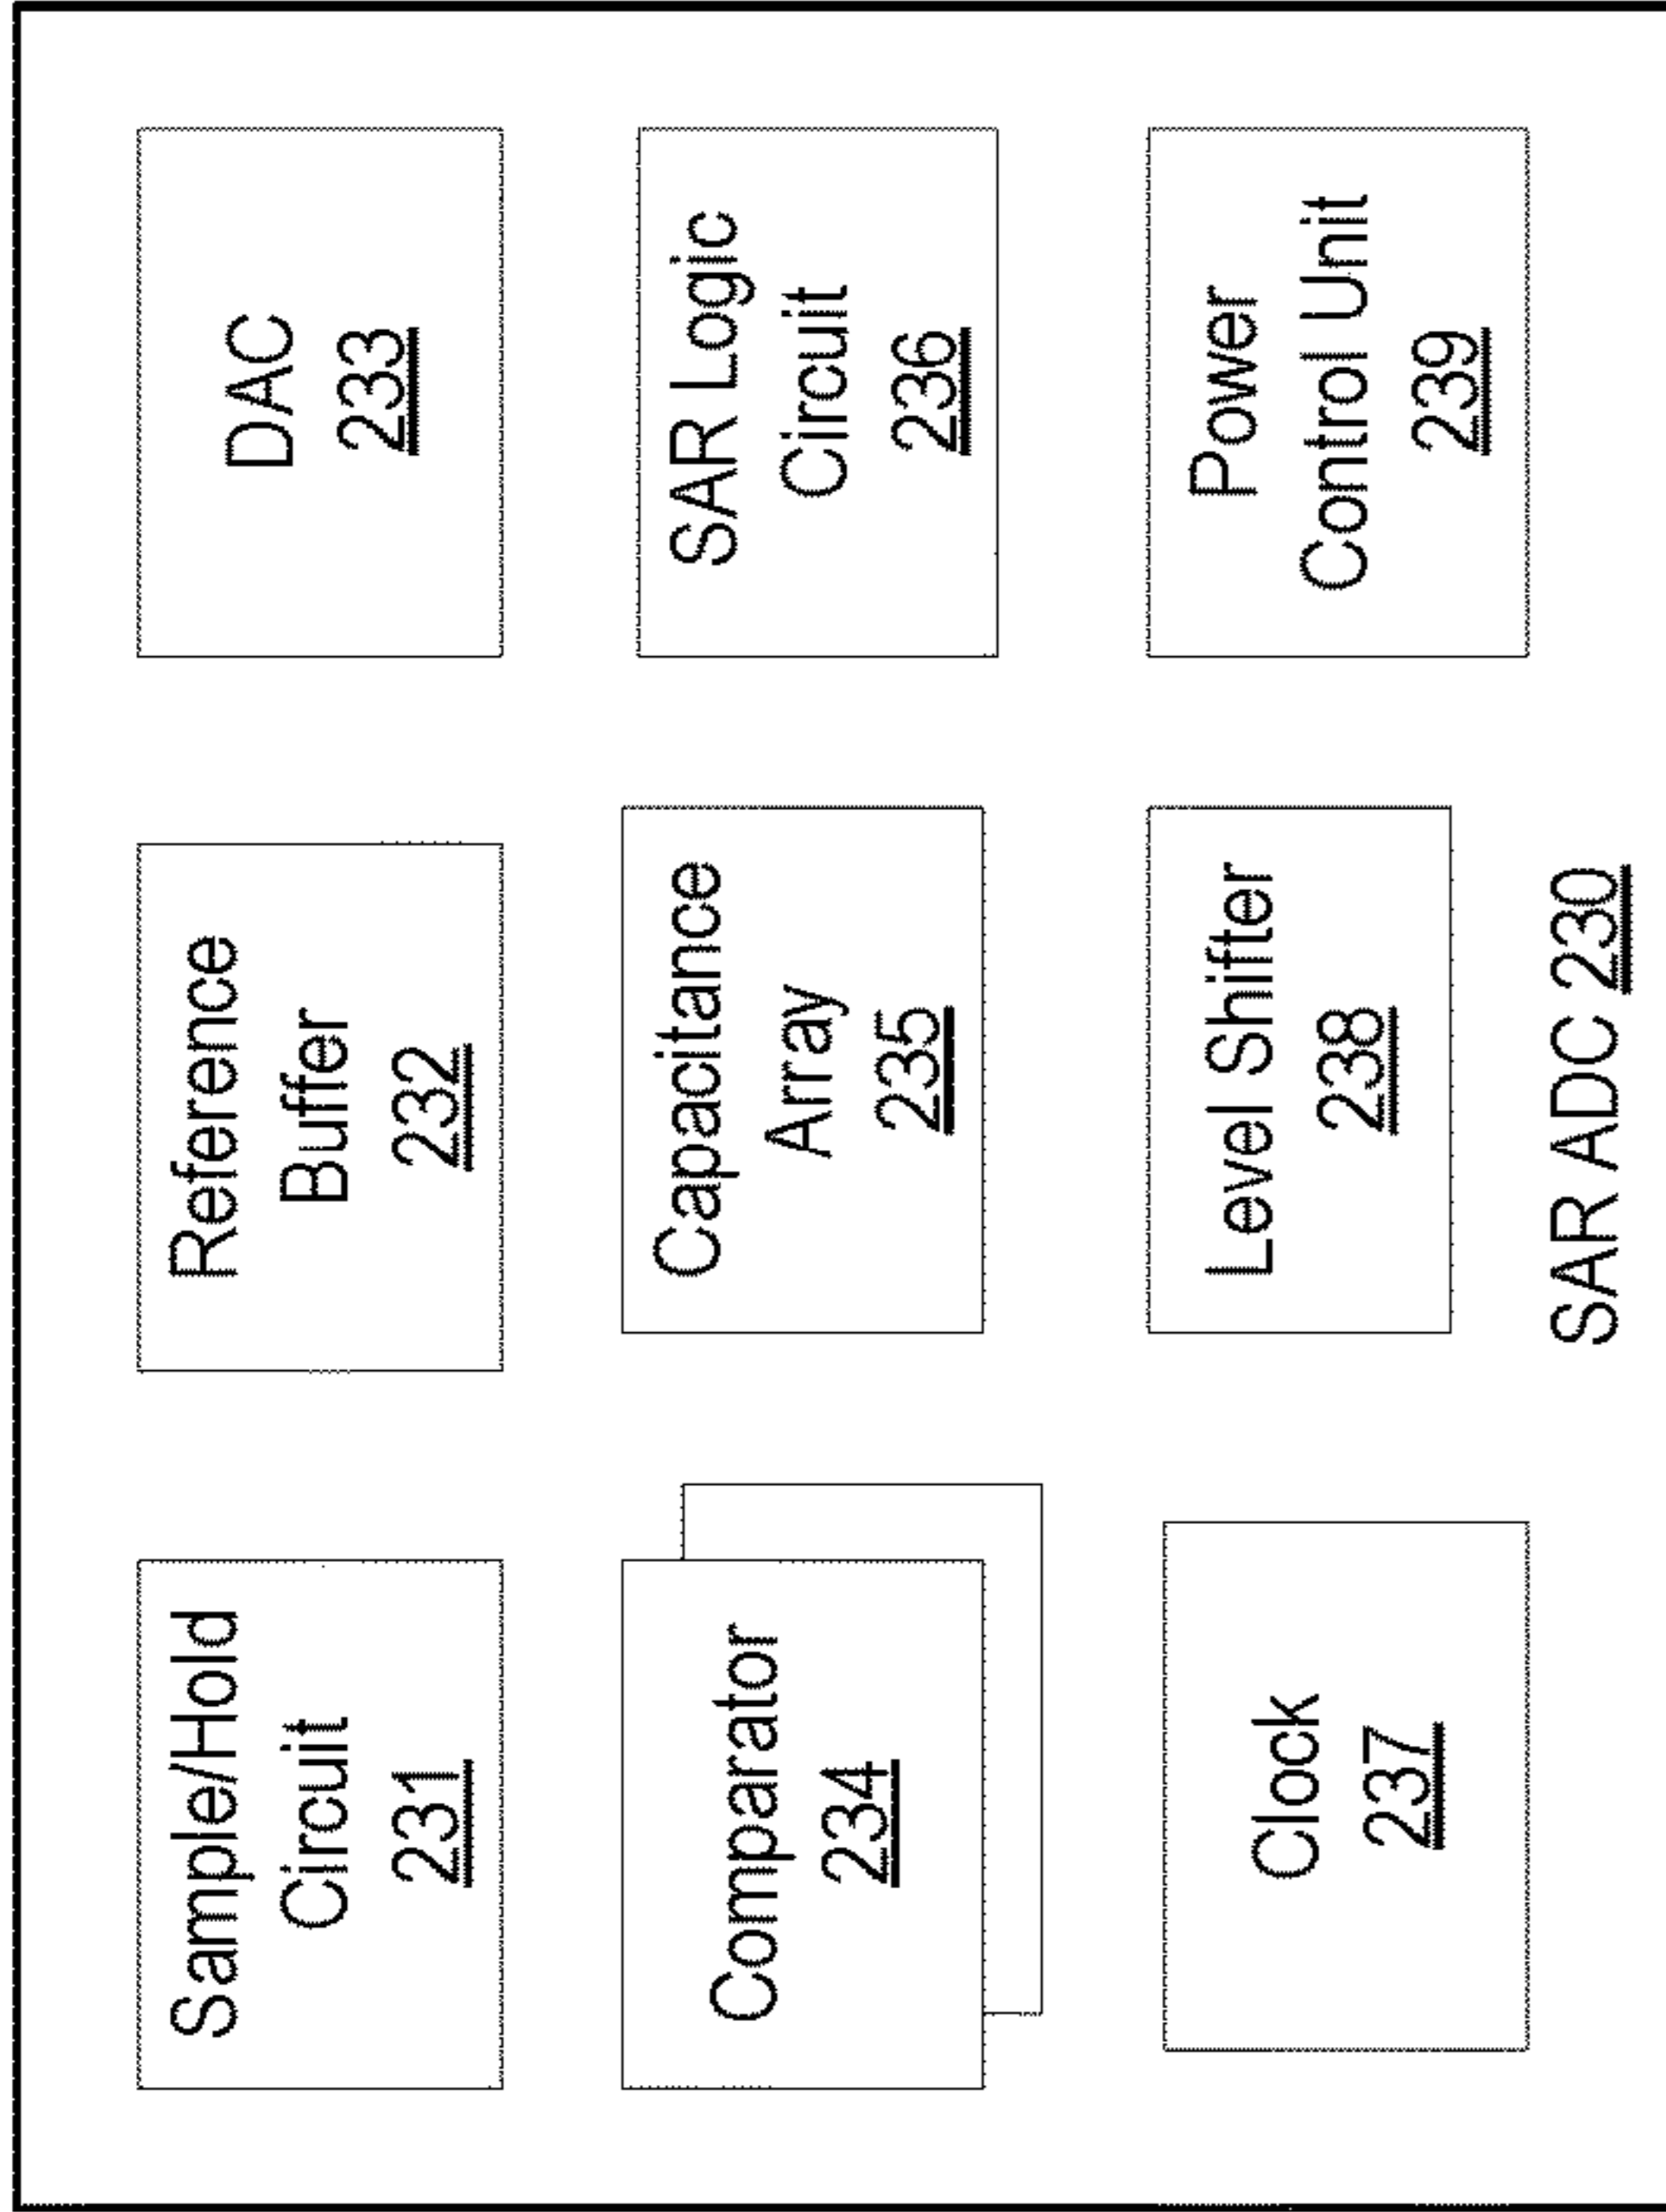 Sample/Hold
Circuit
231
Reference
Buffer
232
DAC
233
Comparator
234
Capacitance
Array
235
SAR Logic
Circuit
236
Clock
237
Level Shifter
238
Power
Control Unit
239
SAR ADC 230